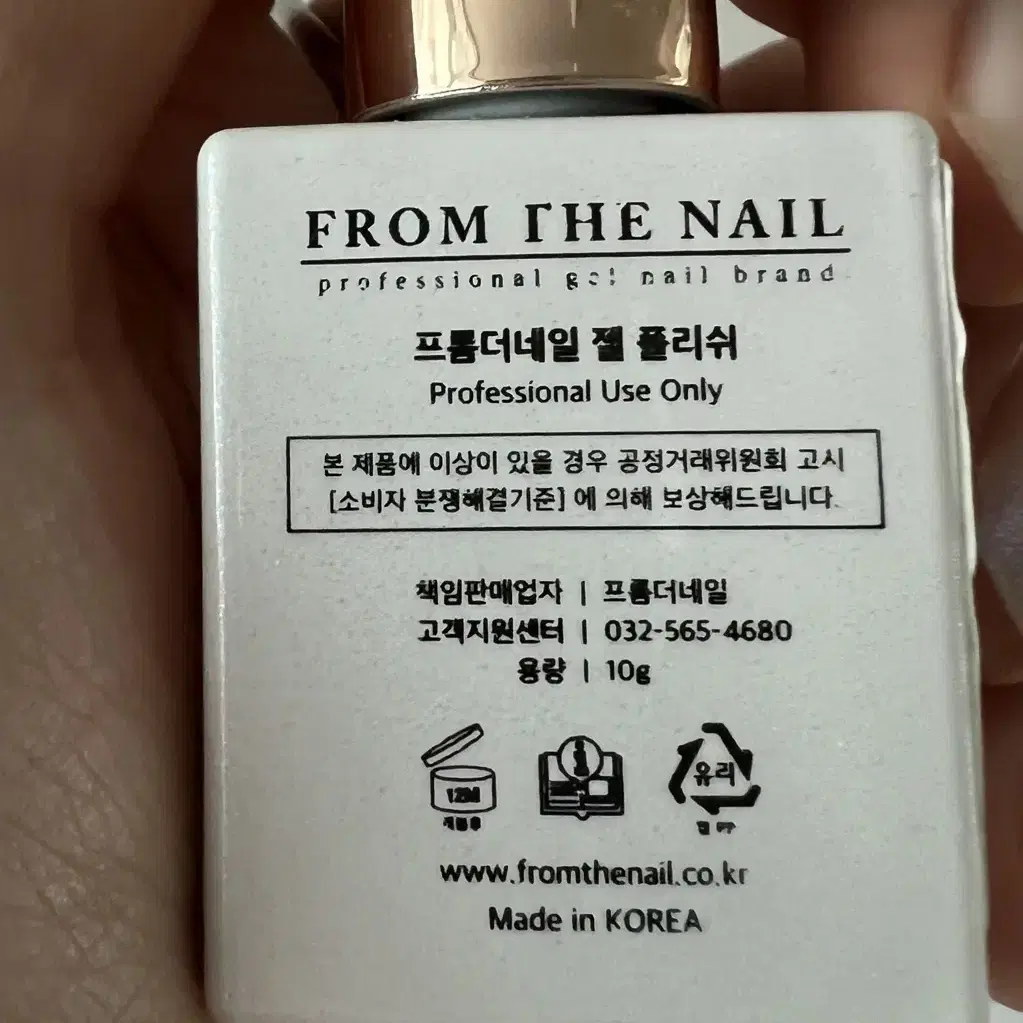 FROM THE NAIL
professional gel nail brand
프롬더네일 젤 폴리쉬
Professional Use Only
본 제품에 이상이 있을 경우 공정거래위원회 고시
[소비자 분쟁해결기준] 에 의해 보상해드립니다.
책임판매업자 | 프롬더네일
고객지원센터 | 032-565-4680
용량 | 10g
12M
유리
www.fromthenail.co.kr
Made in KOREA